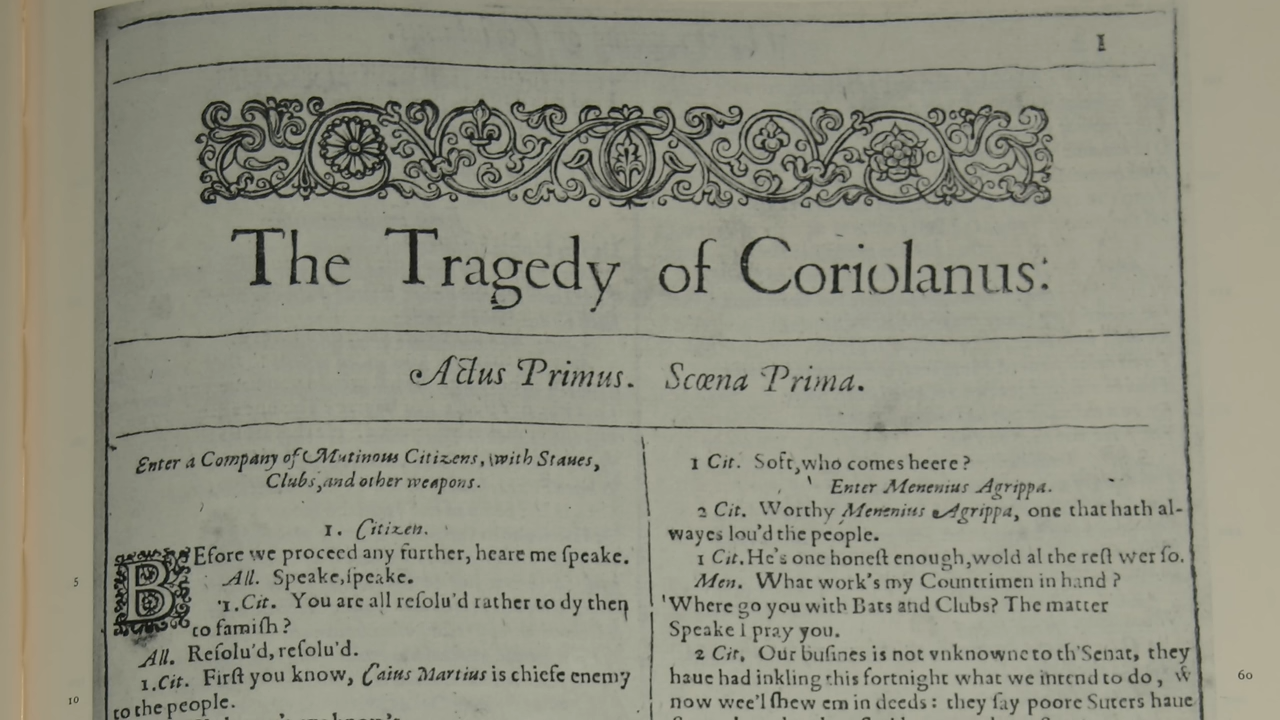 1
The Tragedy of Coriolanus:
Actus Primus. Scœna Prima.
Enter a Company of Mutinous Citizens, with Staues,
Clubs, and other weapons.
1. Citizen.
BEfore we proceed any further, heare me ſpeake.
All. Speake, ſpeake.
5
1. Cit. You are all reſolu'd rather to dy then
to famiſh?
All. Reſolu'd, reſolu'd.
1. Cit. Firſt you know, Caius Martius is chiefe enemy
10
to the people.
1 Cit. Soft, who comes heere?
Enter Menenius Agrippa.
2 Cit. Worthy Menenius Agrippa, one that hath al-
wayes lou'd the people.
1 Cit. He's one honeſt enough, wold al the reſt wer ſo.
Men. What work's my Countrimen in hand?
Where go you with Bats and Clubs? The matter
Speake I pray you.
2 Cit. Our buſines is not vnknowne to th'Senat, they
haue had inkling this fortnight what we intend to do, w
60
now wee'l ſhew em in deeds: they ſay poore Suters haue